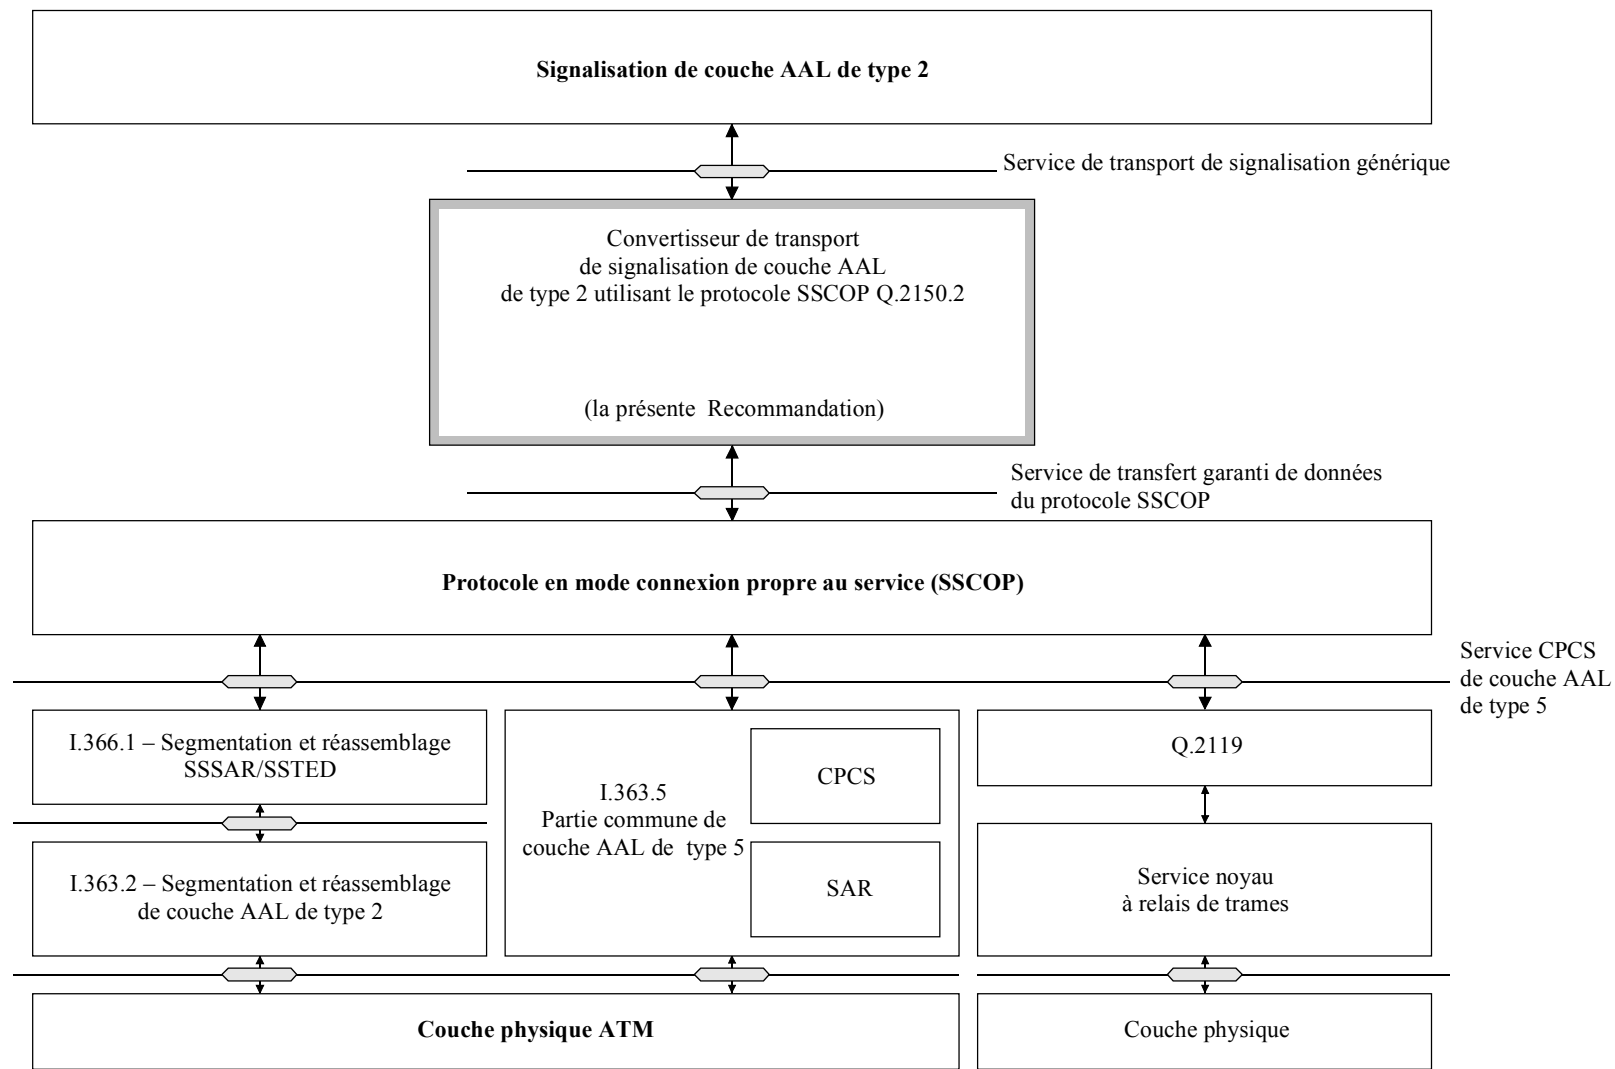 Signalisation de couche AAL de type 2
Service de transport de signalisation générique
Convertisseur de transport
de signalisation de couche AAL
de type 2 utilisant le protocole SSCOP Q.2150.2
(la présente Recommandation)
Service de transfert garanti de données
du protocole SSCOP
Protocole en mode connexion propre au service (SSCOP)
Service CPCS
de couche AAL
de type 5
I.366.1 – Segmentation et réassemblage
SSSAR/SSTED
I.363.2 – Segmentation et réassemblage
de couche AAL de type 2
I.363.5
Partie commune de
couche AAL de type 5
CPCS
SAR
Q.2119
Service noyau
à relais de trames
Couche physique ATM
Couche physique